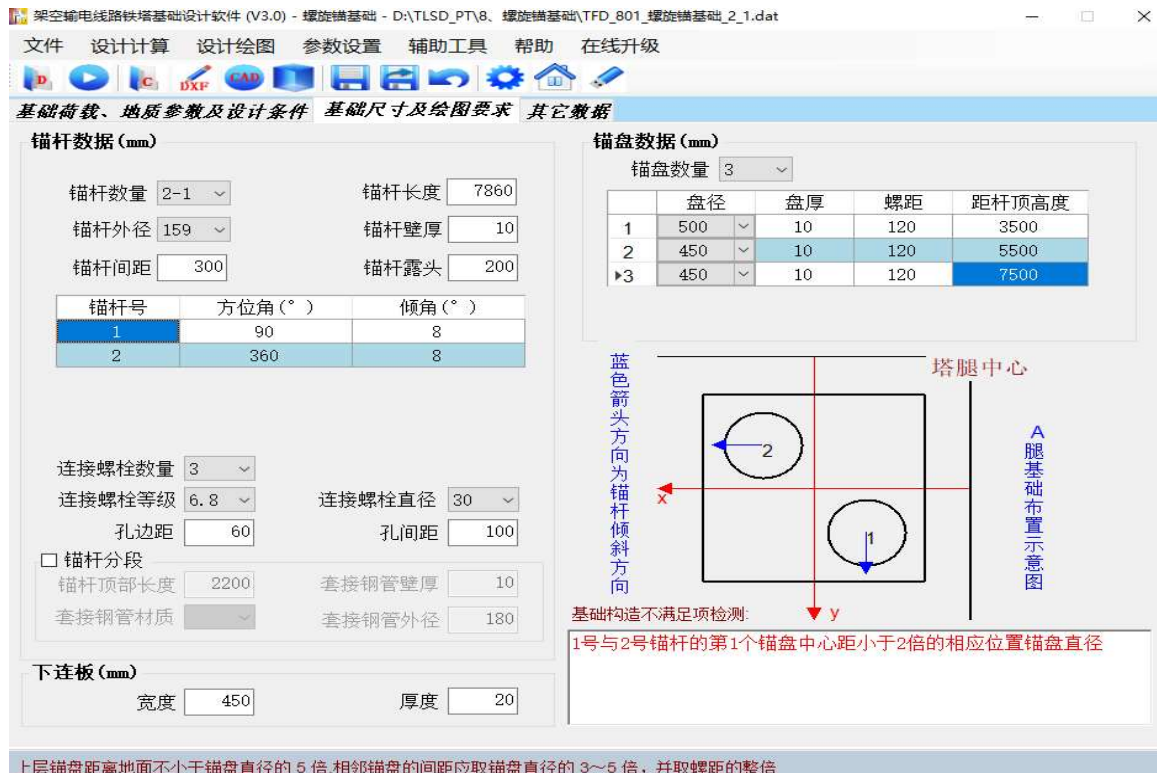 架空输电线路铁塔基础设计软件 (V3.0) - 螺旋锚基础 - D:\TLSD_PT\8、螺旋锚基础\TFD_801_螺旋锚基础_2_1.dat
文件 设计计算 设计绘图 参数设置 辅助工具 帮助 在线升级
D C DXF CAD
基础荷载、地质参数及设计条件 基础尺寸及绘图要求 其它数据
锚杆数据(mm)
锚杆数量 2-1 锚杆长度 7860
锚杆外径 159 锚杆壁厚 10
锚杆间距 300 锚杆露头 200
锚杆号 方位角(°) 倾角(°)
1 90 8
2 360 8
连接螺栓数量 3
连接螺栓等级 6.8 连接螺栓直径 30
孔边距 60 孔间距 100
锚杆分段
锚杆顶部长度 2200 套接钢管壁厚 10
套接钢管材质 套接钢管外径 180
下连板(mm)
宽度 450 厚度 20
锚盘数据(mm)
锚盘数量 3
盘径 盘厚 螺距 距杆顶高度
1 500 10 120 3500
2 450 10 120 5500
3 450 10 120 7500
蓝色箭头方向为锚杆倾斜方向
塔腿中心
2
x
1
y
A腿基础布置示意图
基础构造不满足项检测:
1号与2号锚杆的第1个锚盘中心距小于2倍的相应位置锚盘直径
上层锚盘距离地面不小于锚盘直径的 5 倍,相邻锚盘的间距应取锚盘直径的 3～5 倍，并取螺距的整倍